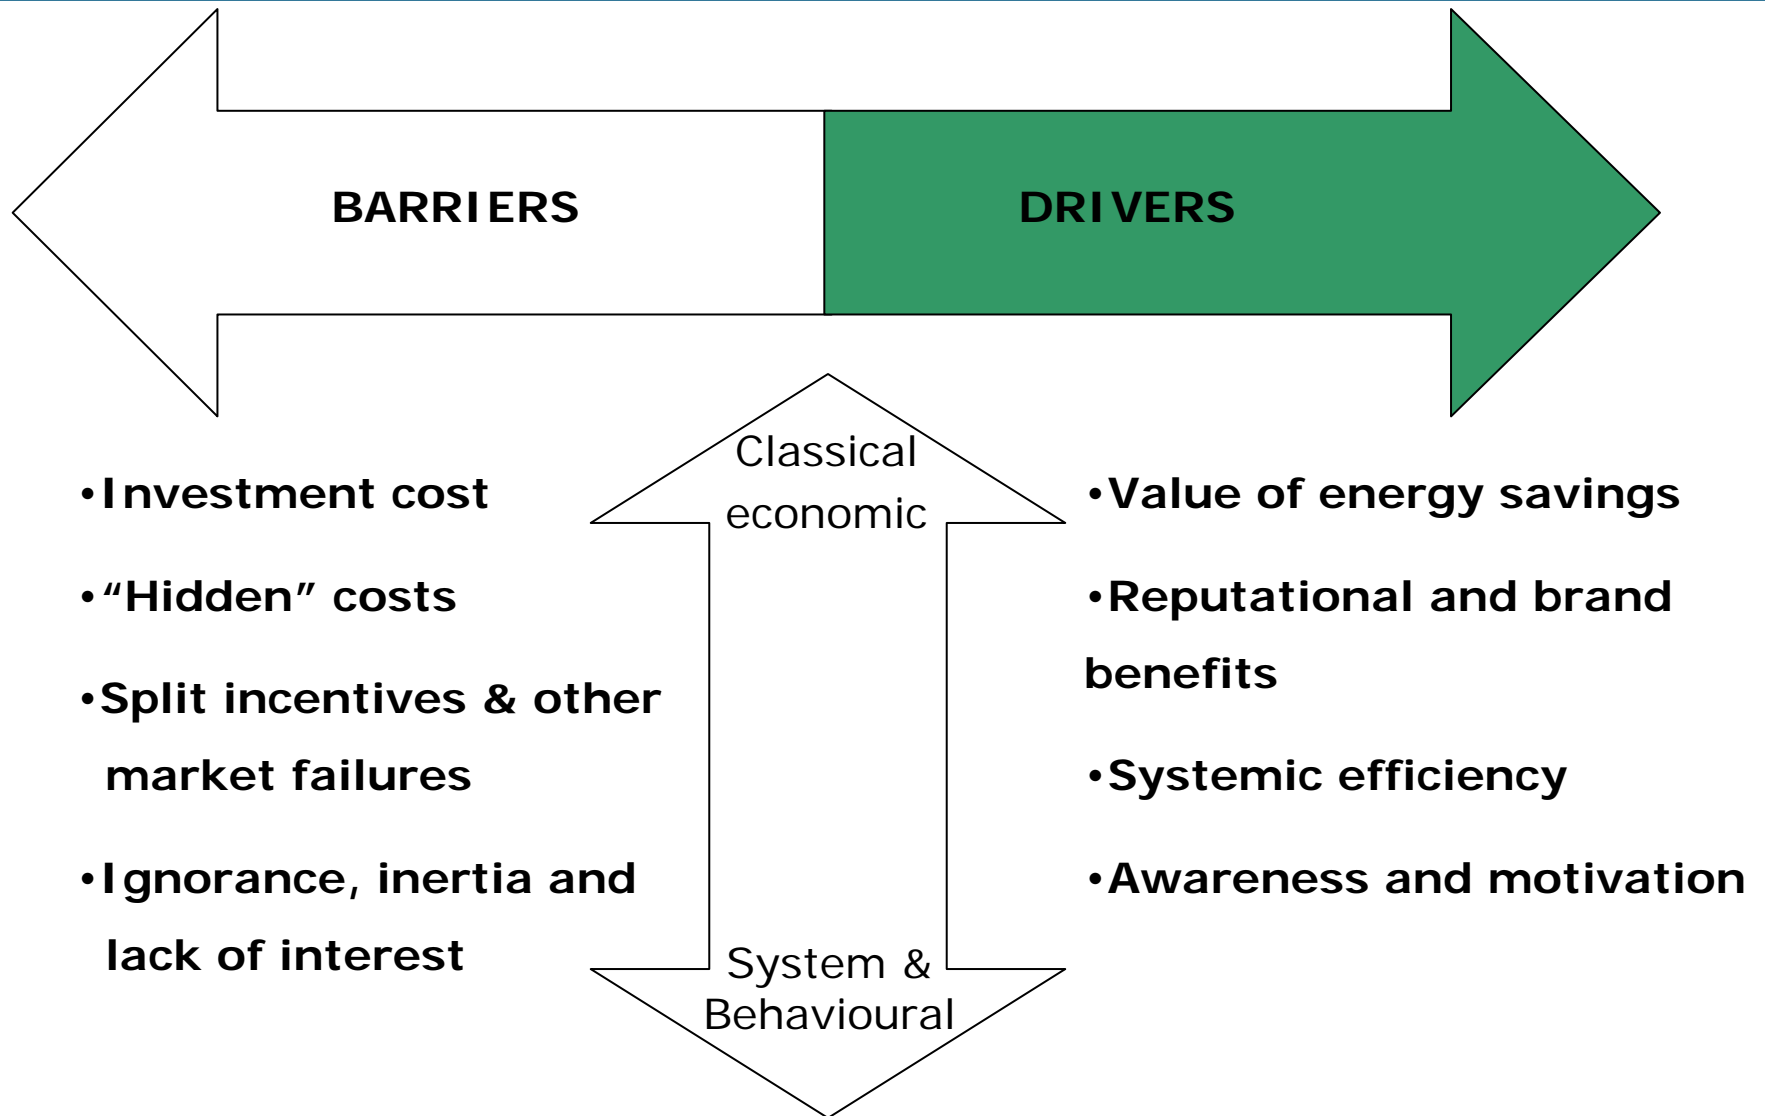 BARRIERS
DRIVERS
•Investment cost
•“Hidden” costs
•Split incentives & other
market failures
•Ignorance, inertia and
lack of interest
Classical
economic
System &
Behavioural
•Value of energy savings
•Reputational and brand
benefits
•Systemic efficiency
•Awareness and motivation